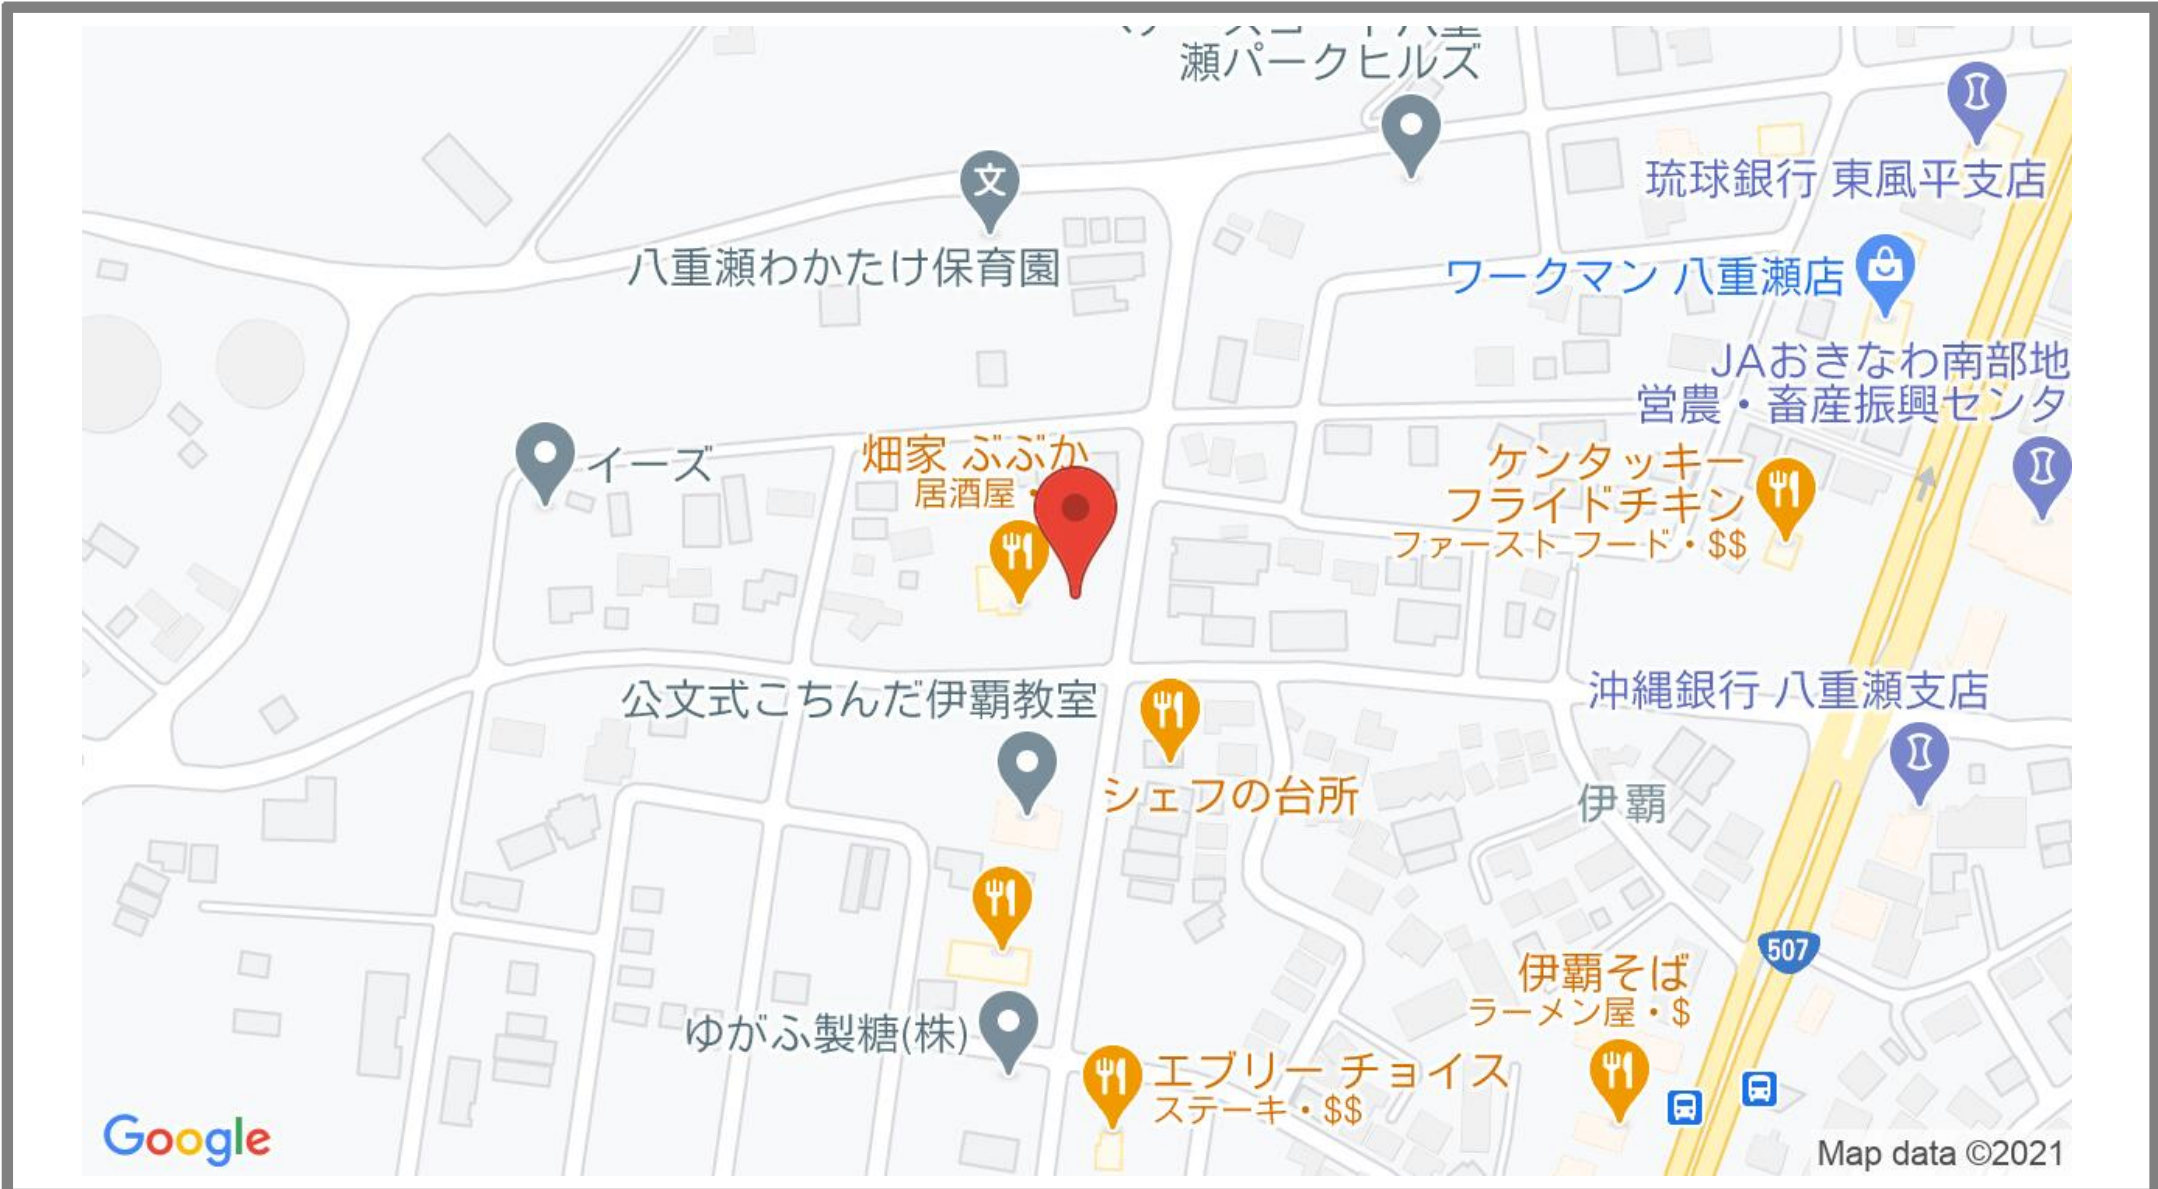 瀬パークヒルズ
琉球銀行 東風平支店
八重瀬わかたけ保育園
ワークマン 八重瀬店
JAおきなわ南部地
営農・畜産振興センタ
イーズ
畑家 ぶぶか
居酒屋・
ケンタッキー
フライドチキン
ファースト フード・$$
公文式こちんだ伊覇教室
沖縄銀行 八重瀬支店
シェフの台所
伊覇
507
伊覇そば
ラーメン屋・$
ゆがふ製糖(株)
エブリー チョイス
ステーキ・$$
Google
Map data ©2021